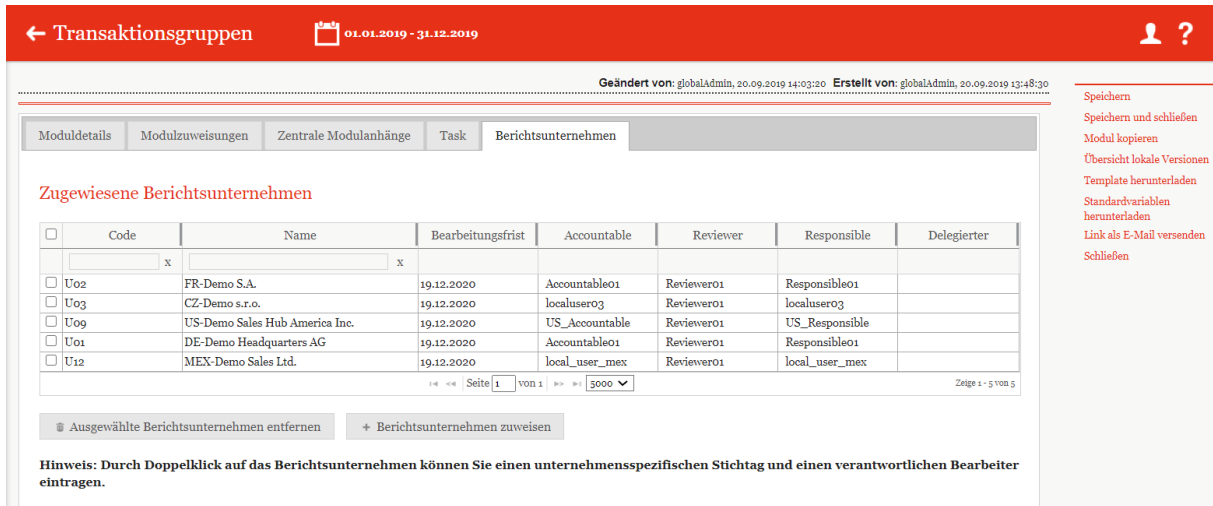 Transaktionsgruppen
01.01.2019 - 31.12.2019
?
Geändert von: globalAdmin, 20.09.2019 14:03:20 Erstellt von: globalAdmin, 20.09.2019 13:48:30
Moduldetails Modulzuweisungen Zentrale Modulanhänge Task Berichtsunternehmen
Zugewiesene Berichtsunternehmen
Code Name Bearbeitungsfrist Accountable Reviewer Responsible Delegierter
x x
U02 FR-Demo S.A. 19.12.2020 Accountable01 Reviewer01 Responsible01
U03 CZ-Demo s.r.o. 19.12.2020 localuser03 Reviewer01 localuser03
U09 US-Demo Sales Hub America Inc. 19.12.2020 US_Accountable Reviewer01 US_Responsible
U01 DE-Demo Headquarters AG 19.12.2020 Accountable01 Reviewer01 Responsible01
U12 MEX-Demo Sales Ltd. 19.12.2020 local_user_mex Reviewer01 local_user_mex
Seite 1 von 1 5000 Zeige 1 - 5 von 5
Ausgewählte Berichtsunternehmen entfernen + Berichtsunternehmen zuweisen
Hinweis: Durch Doppelklick auf das Berichtsunternehmen können Sie einen unternehmensspezifischen Stichtag und einen verantwortlichen Bearbeiter
eintragen.
Speichern
Speichern und schließen
Modul kopieren
Übersicht lokale Versionen
Template herunterladen
Standardvariablen
herunterladen
Link als E-Mail versenden
Schließen